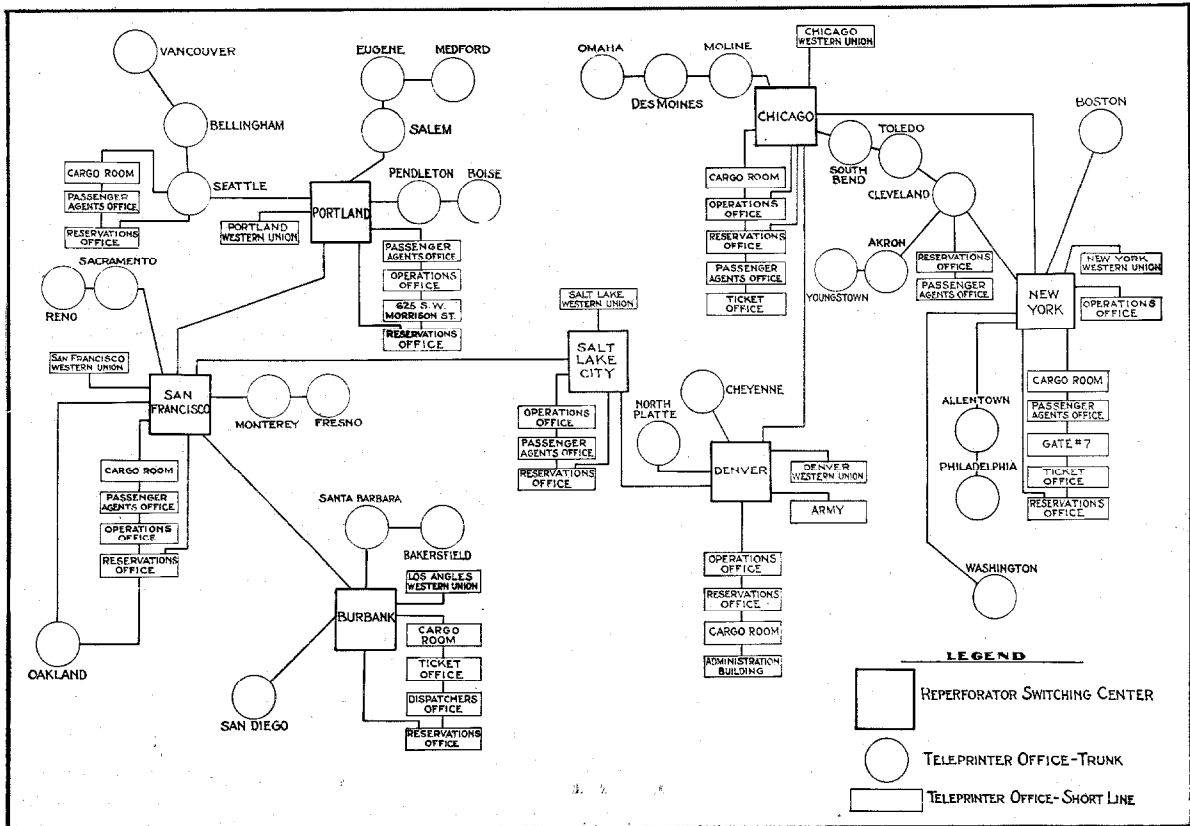 VANCOUVER
BELLINGHAM
SEATTLE
CARGO ROOM
PASSENGER
AGENTS OFFICE
RESERVATIONS
OFFICE
EUGENE
MEDFORD
SALEM
PENDLETON
BOISE
PORTLAND
PORTLAND
WESTERN UNION
PASSENGER
AGENTS OFFICE
OPERATIONS
OFFICE
625 S.W.
MORRISON ST.
RESERVATIONS
OFFICE
SACRAMENTO
RENO
SAN FRANCISCO
WESTERN UNION
SAN
FRANCISCO
MONTEREY
FRESNO
CARGO ROOM
PASSENGER
AGENTS OFFICE
OPERATIONS
OFFICE
RESERVATIONS
OFFICE
OAKLAND
SANTA BARBARA
BAKERSFIELD
LOS ANGLES
WESTERN UNION
BURBANK
CARGO
ROOM
TICKET
OFFICE
DISPATCHERS
OFFICE
RESERVATIONS
OFFICE
SAN DIEGO
SALT LAKE
WESTERN UNION
SALT
LAKE
CITY
OPERATIONS
OFFICE
PASSENGER
AGENTS OFFICE
RESERVATIONS
OFFICE
OMAHA
DES MOINES
MOLINE
CHICAGO
WESTERN UNION
CHICAGO
CARGO ROOM
OPERATIONS
OFFICE
RESERVATIONS
OFFICE
PASSENGER
AGENTS OFFICE
TICKET
OFFICE
SOUTH
BEND
TOLEDO
CLEVELAND
AKRON
YOUNGSTOWN
RESERVATIONS
OFFICE
PASSENGER
AGENTS OFFICE
CHEYENNE
NORTH
PLATTE
DENVER
DENVER
WESTERN UNION
ARMY
OPERATIONS
OFFICE
RESERVATIONS
OFFICE
CARGO ROOM
ADMINISTRATION
BUILDING
BOSTON
NEW YORK
WESTERN UNION
OPERATIONS
OFFICE
NEW
YORK
CARGO ROOM
PASSENGER
AGENTS OFFICE
GATE #7
TICKET
OFFICE
RESERVATIONS
OFFICE
ALLENTOWN
PHILADELPHIA
WASHINGTON
LEGEND
REPERFORATOR SWITCHING CENTER
TELEPRINTER OFFICE-TRUNK
TELEPRINTER OFFICE-SHORT LINE